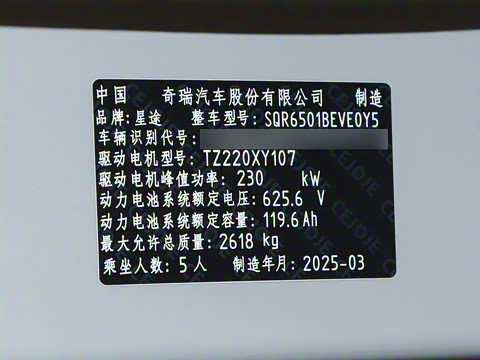 中国 奇瑞汽车股份有限公司 制造
品牌:星途 整车型号:SQR6501BEVE0Y5
车辆识别代号:
驱动电机型号:TZ220XY107
驱动电机峰值功率:230 kW
动力电池系统额定电压:625.6 V
动力电池系统额定容量:119.6Ah
最大允许总质量:2618 kg
乘坐人数:5人 制造年月:2025-03